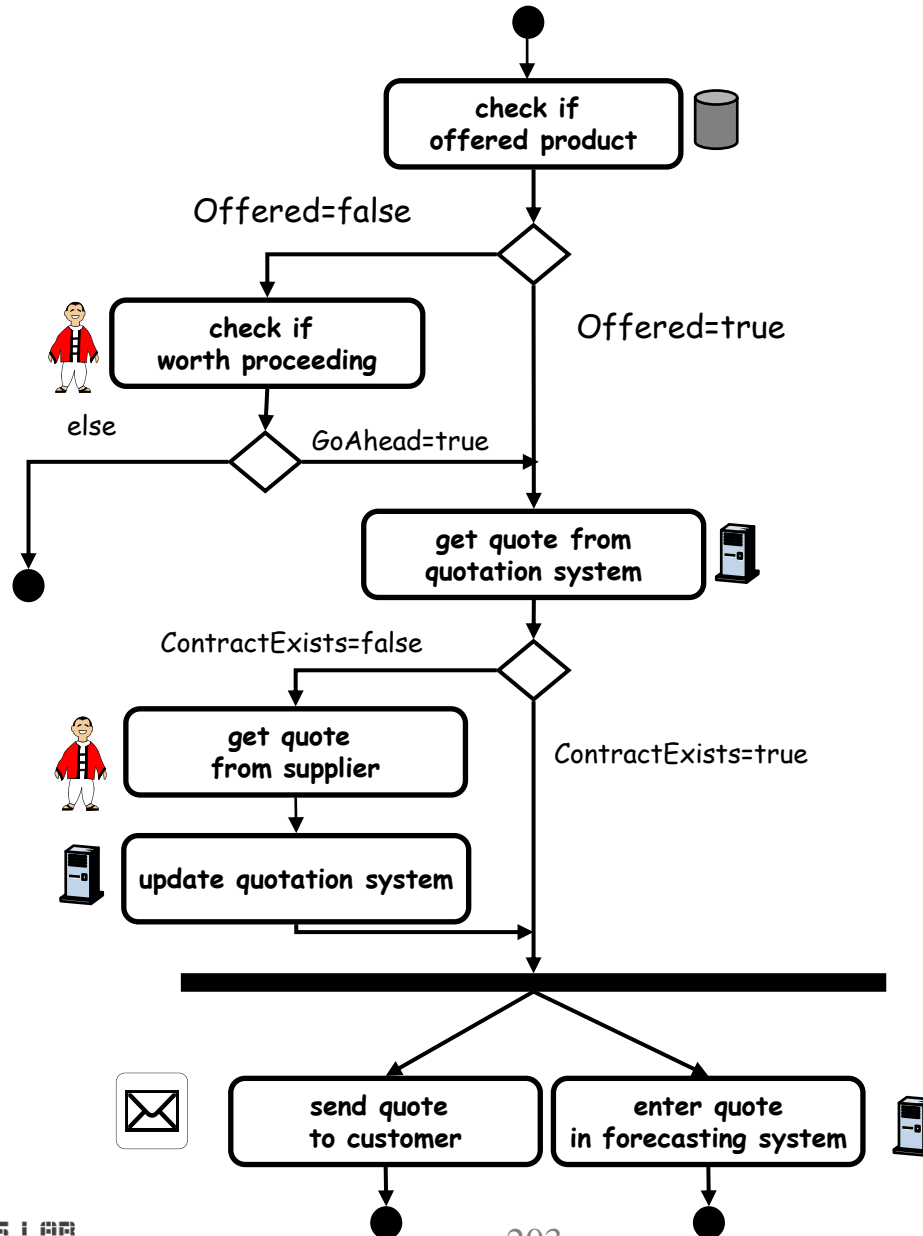 check if
offered product
Offered=false
Offered=true
check if
worth proceeding
else
GoAhead=true
get quote from
quotation system
ContractExists=false
get quote
from supplier
ContractExists=true
update quotation system
send quote
to customer
enter quote
in forecasting system